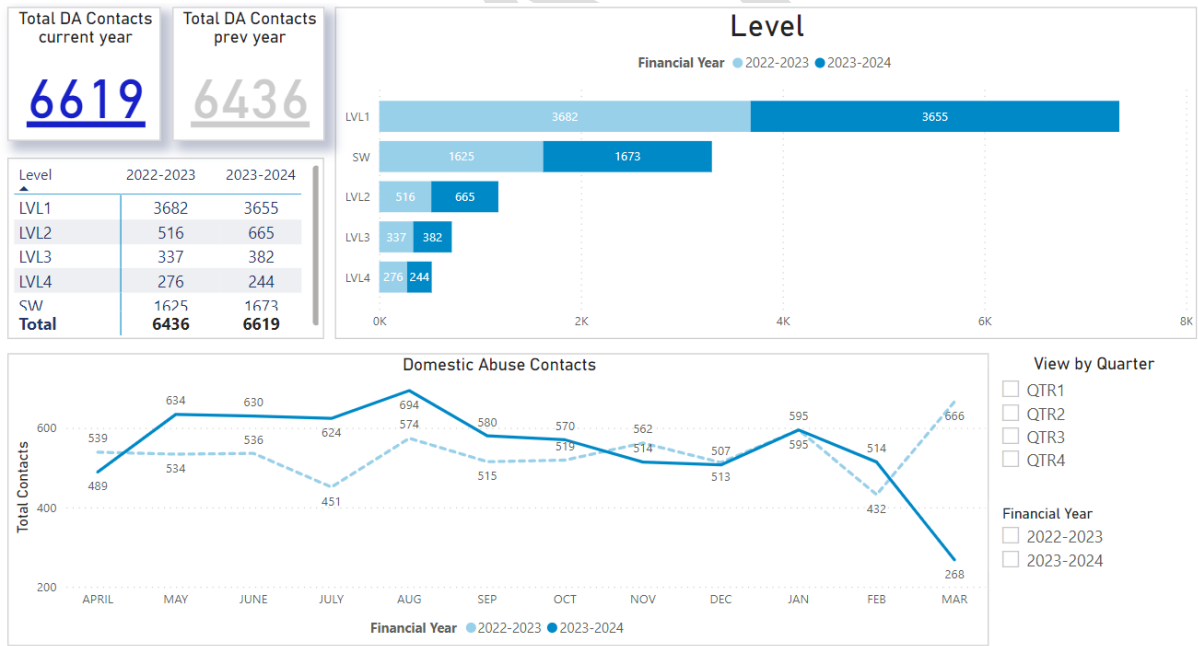 Total DA Contacts
current year
6619
Total DA Contacts
prev year
6436
Level 2022-2023 2023-2024
LVL1 3682 3655
LVL2 516 665
LVL3 337 382
LVL4 276 244
SW 1625 1673
Total 6436 6619
Level
Financial Year 2022-2023 2023-2024
LVL1 3682 3655
SW 1625 1673
LVL2 516 665
LVL3 337 382
LVL4 276 244
0K 2K 4K 6K 8K
Domestic Abuse Contacts
Total Contacts
600
400
200
539 534 536 451 574 515 519 562 513 595 432 666
489 634 630 624 694 580 570 514 507 595 514 268
APRIL MAY JUNE JULY AUG SEP OCT NOV DEC JAN FEB MAR
Financial Year 2022-2023 2023-2024
View by Quarter
QTR1
QTR2
QTR3
QTR4
Financial Year
2022-2023
2023-2024